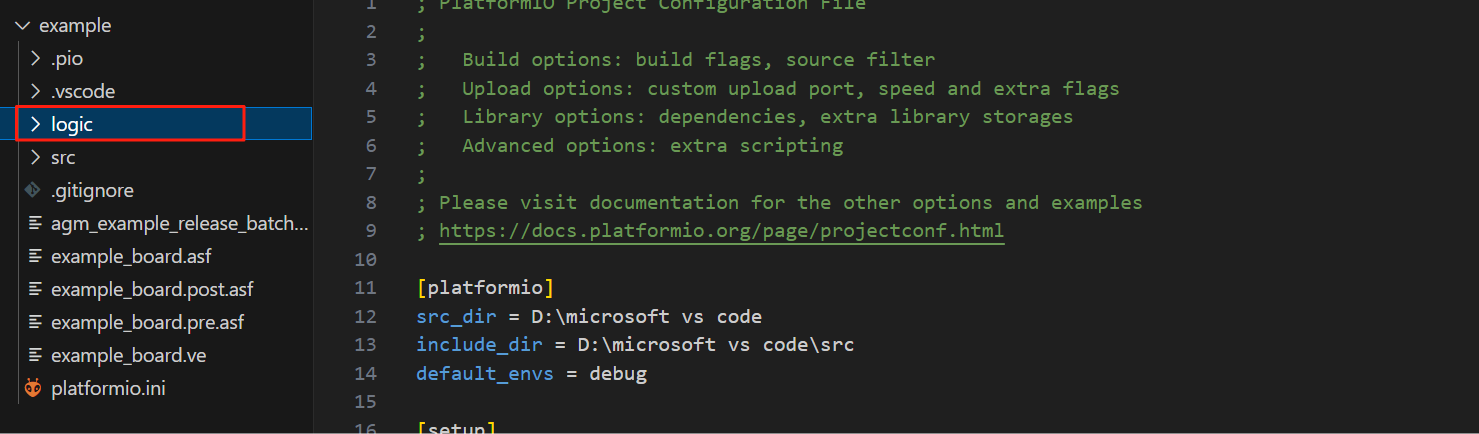 example
.pio
.vscode
logic
src
.gitignore
agm_example_release_batch...
example_board.asf
example_board.post.asf
example_board.pre.asf
example_board.ve
platformio.ini
1 ; PlatformIO Project Configuration File
2 ;
3 ;   Build options: build flags, source filter
4 ;   Upload options: custom upload port, speed and extra flags
5 ;   Library options: dependencies, extra library storages
6 ;   Advanced options: extra scripting
7 ;
8 ; Please visit documentation for the other options and examples
9 ; https://docs.platformio.org/page/projectconf.html
10
11 [platformio]
12 src_dir = D:\microsoft vs code
13 include_dir = D:\microsoft vs code\src
14 default_envs = debug
15
16 [setup]